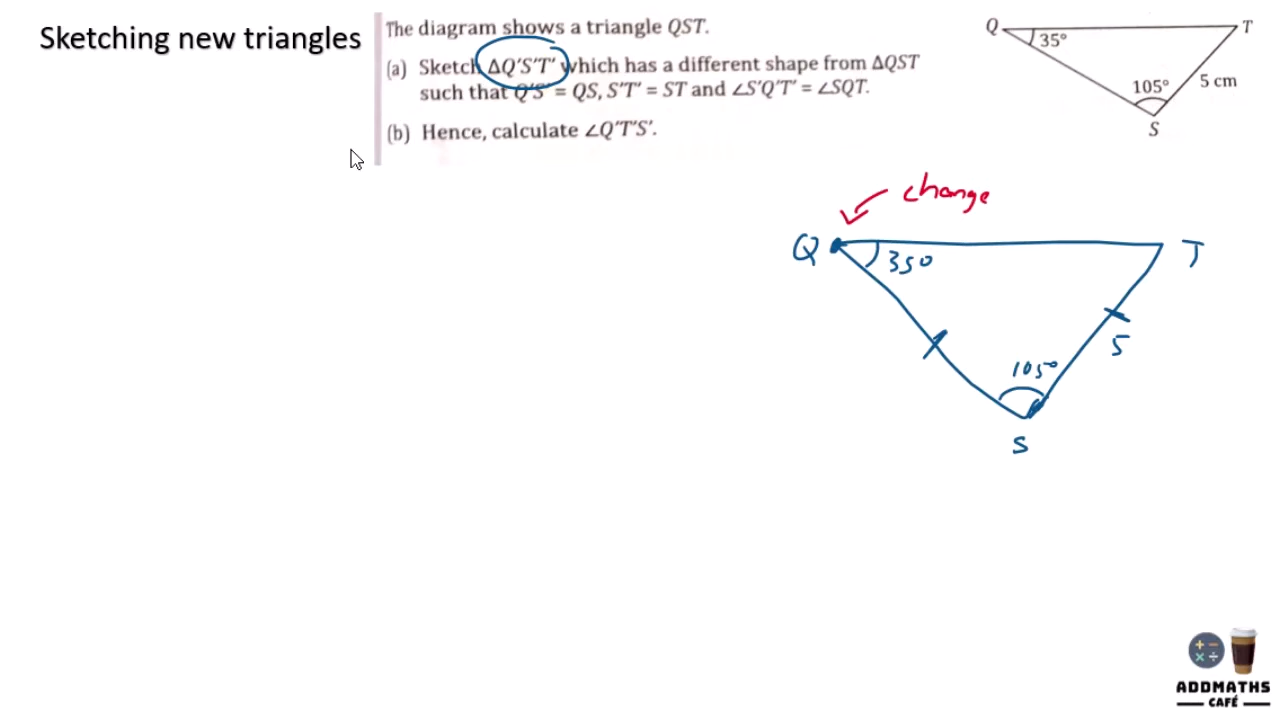 Sketching new triangles
The diagram shows a triangle QST.
(a) Sketch ΔQ'S'T' which has a different shape from ΔQST
such that Q'S' = QS, S'T' = ST and ∠S'Q'T' = ∠SQT.
(b) Hence, calculate ∠Q'T'S'.
Q
T
35°
105°
5 cm
S
change
Q
35°
T
5
105°
S
+ −
× ÷
ADDMATHS
CAFÉ